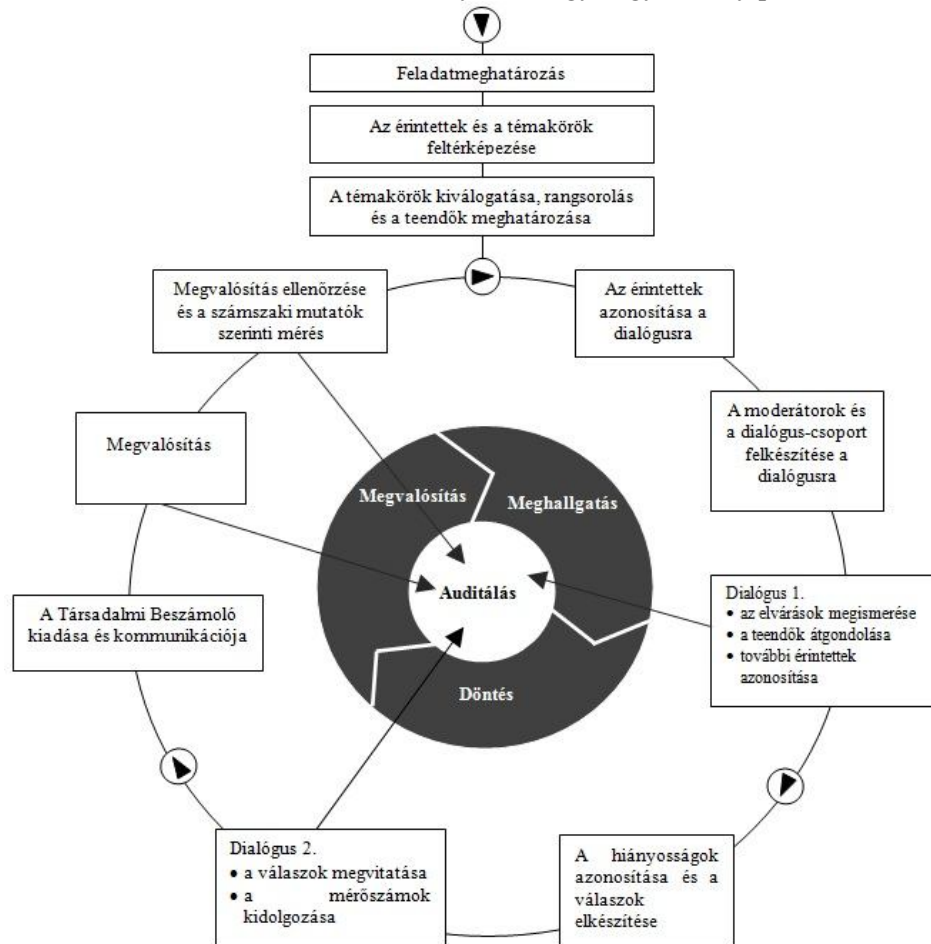 Feladatmeghatározás
Az érintettek és a témakörök
feltérképezése
A témakörök kiválogatása, rangsorolás
és a teendők meghatározása
Megvalósítás ellenőrzése
és a számszaki mutatók
szerinti mérés
Az érintettek
azonosítása a
dialógusra
A moderátorok és
a dialógus-csoport
felkészítése a
dialógusra
Megvalósítás
Megvalósítás
Meghallgatás
Auditálás
Döntés
A Társadalmi Beszámoló
kiadása és kommunikációja
Dialógus 1.
• az elvárások megismerése
• a teendők átgondolása
• további érintettek
azonosítása
Dialógus 2.
• a válaszok megvitatása
• a mérőszámok
kidolgozása
A hiányosságok
azonosítása és a
válaszok
elkészítése